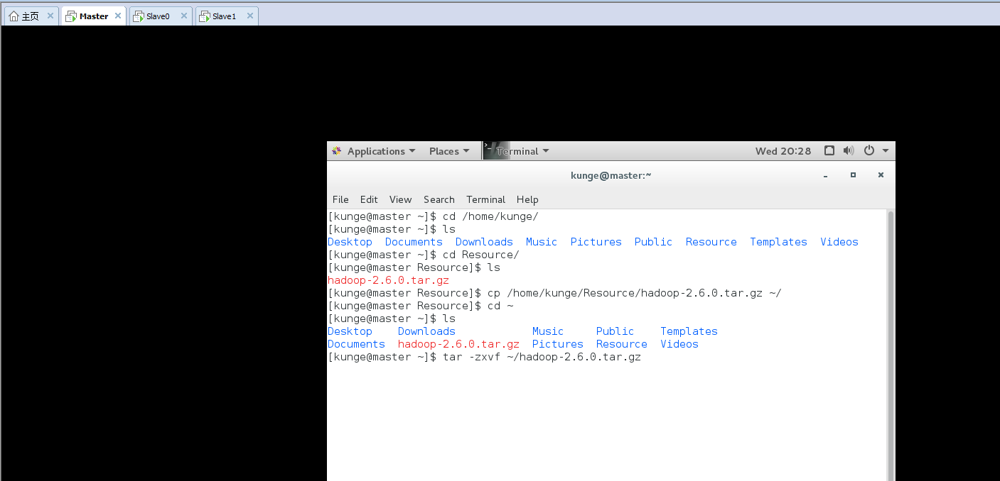 主页 Master Slave0 Slave1
Applications Places Terminal Wed 20:28
kunge@master:~
File Edit View Search Terminal Help
[kunge@master ~]$ cd /home/kunge/
[kunge@master ~]$ ls
Desktop  Documents  Downloads  Music  Pictures  Public  Resource  Templates  Videos
[kunge@master ~]$ cd Resource/
[kunge@master Resource]$ ls
hadoop-2.6.0.tar.gz
[kunge@master Resource]$ cp /home/kunge/Resource/hadoop-2.6.0.tar.gz ~/
[kunge@master Resource]$ cd ~
[kunge@master ~]$ ls
Desktop    Downloads            Music     Public    Templates
Documents  hadoop-2.6.0.tar.gz  Pictures  Resource  Videos
[kunge@master ~]$ tar -zxvf ~/hadoop-2.6.0.tar.gz